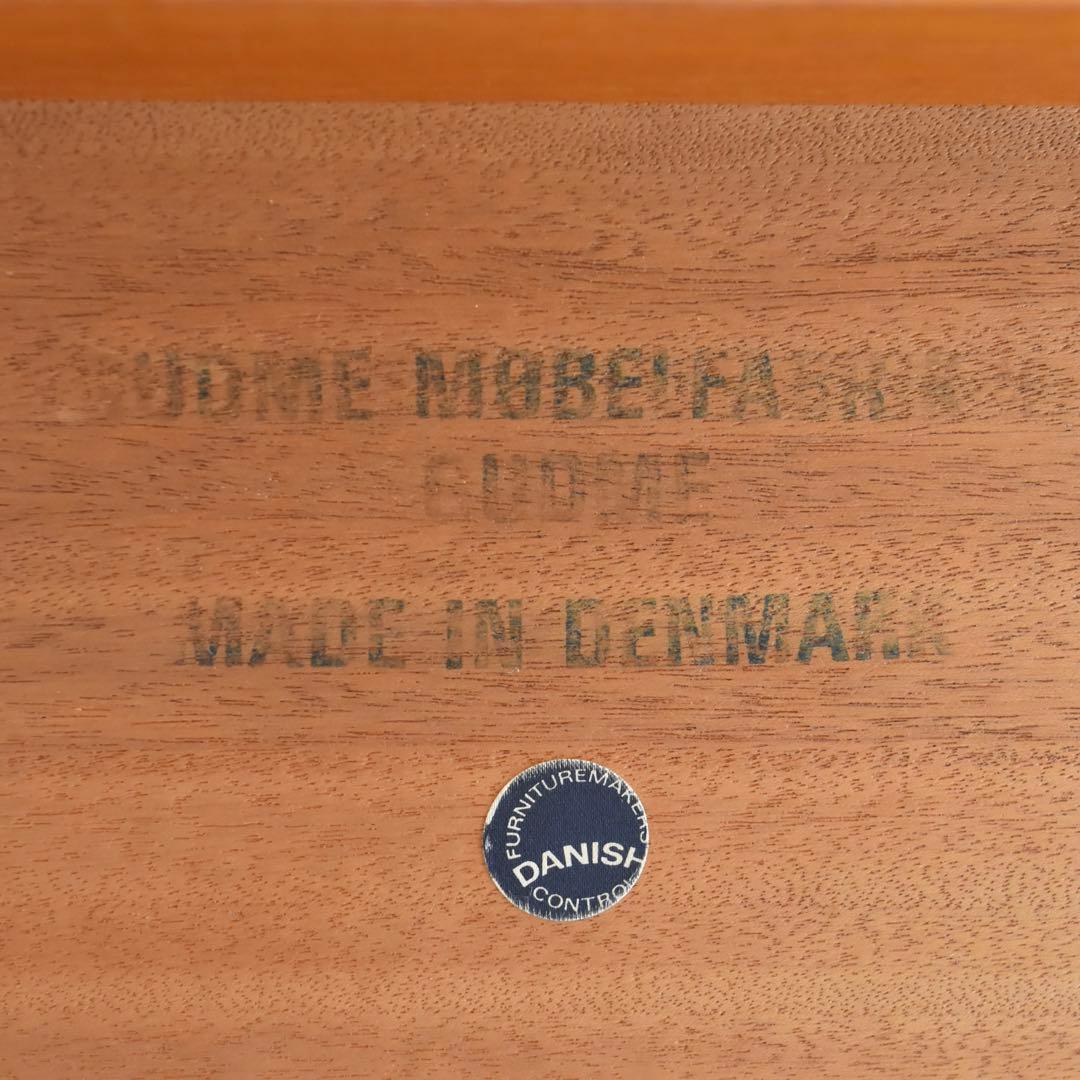 GUDME MØBELFABRIK
GUDME
MADE IN DENMARK
FURNITUREMAKERS
DANISH
CONTROL